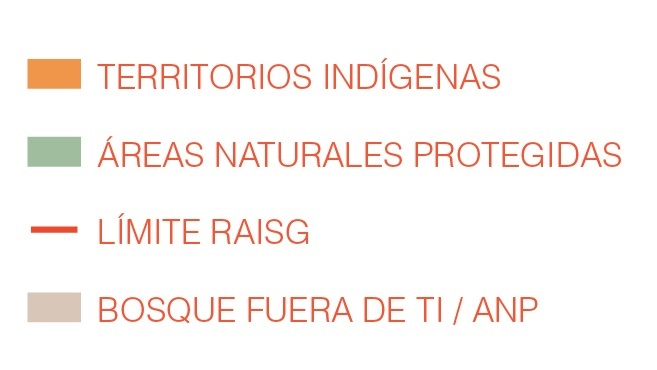 TERRITORIOS INDÍGENAS
ÁREAS NATURALES PROTEGIDAS
LÍMITE RAISG
BOSQUE FUERA DE TI / ANP